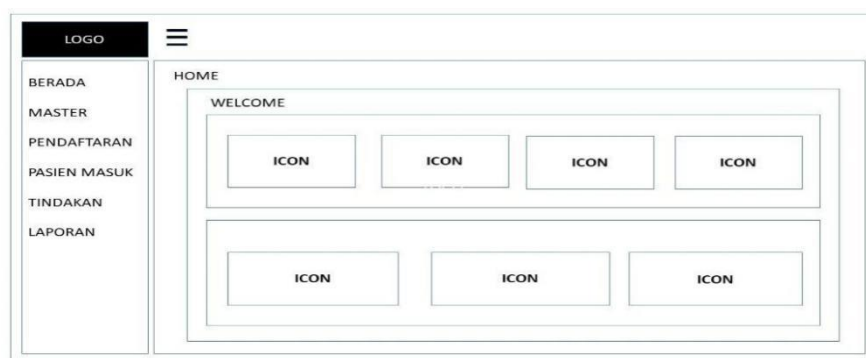 LOGO
BERADA
MASTER
PENDAFTARAN
PASIEN MASUK
TINDAKAN
LAPORAN
HOME
WELCOME
ICON ICON ICON ICON
ICON ICON ICON